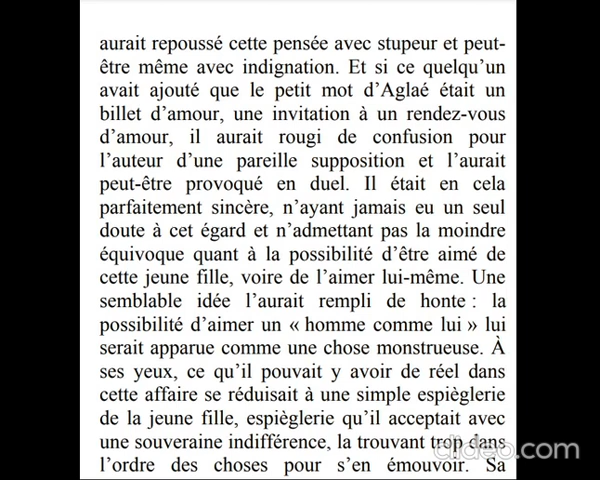 aurait repoussé cette pensée avec stupeur et peut-
être même avec indignation. Et si ce quelqu’un
avait ajouté que le petit mot d’Aglaé était un
billet d’amour, une invitation à un rendez-vous
d’amour, il aurait rougi de confusion pour
l’auteur d’une pareille supposition et l’aurait
peut-être provoqué en duel. Il était en cela
parfaitement sincère, n’ayant jamais eu un seul
doute à cet égard et n’admettant pas la moindre
équivoque quant à la possibilité d’être aimé de
cette jeune fille, voire de l’aimer lui-même. Une
semblable idée l’aurait rempli de honte : la
possibilité d’aimer un « homme comme lui » lui
serait apparue comme une chose monstrueuse. À
ses yeux, ce qu’il pouvait y avoir de réel dans
cette affaire se réduisait à une simple espièglerie
de la jeune fille, espièglerie qu’il acceptait avec
une souveraine indifférence, la trouvant trop dans
l’ordre des choses pour s’en émouvoir. Sa
clideo.com